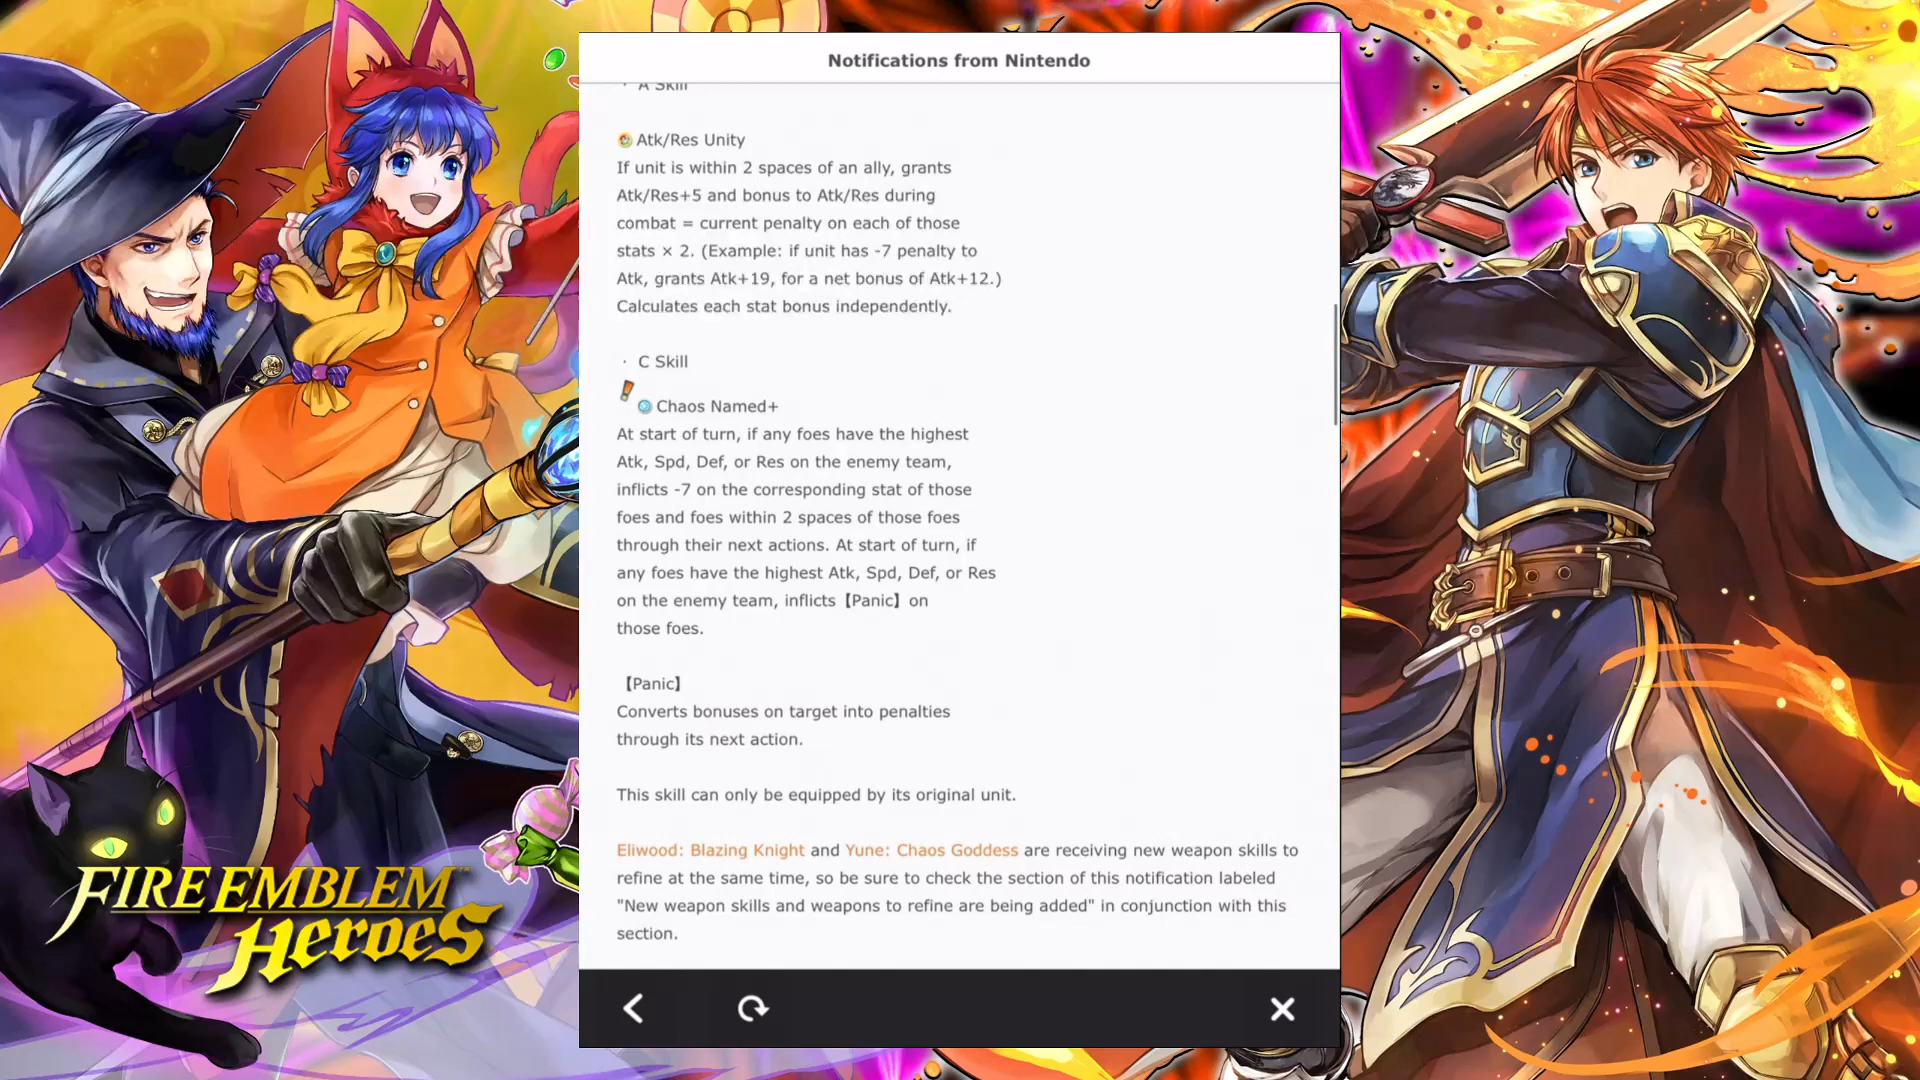 Notifications from Nintendo
· A Skill
Atk/Res Unity
If unit is within 2 spaces of an ally, grants
Atk/Res+5 and bonus to Atk/Res during
combat = current penalty on each of those
stats × 2. (Example: if unit has -7 penalty to
Atk, grants Atk+19, for a net bonus of Atk+12.)
Calculates each stat bonus independently.
· C Skill
Chaos Named+
At start of turn, if any foes have the highest
Atk, Spd, Def, or Res on the enemy team,
inflicts -7 on the corresponding stat of those
foes and foes within 2 spaces of those foes
through their next actions. At start of turn, if
any foes have the highest Atk, Spd, Def, or Res
on the enemy team, inflicts【Panic】on
those foes.
【Panic】
Converts bonuses on target into penalties
through its next action.
This skill can only be equipped by its original unit.
Eliwood: Blazing Knight and Yune: Chaos Goddess are receiving new weapon skills to
refine at the same time, so be sure to check the section of this notification labeled
"New weapon skills and weapons to refine are being added" in conjunction with this
section.
FIRE EMBLEM™
Heroes